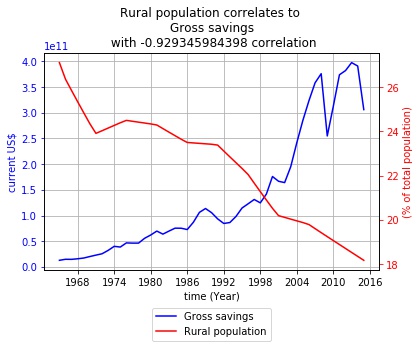 Rural population correlates to
Gross savings
with -0.929345984398 correlation
1e11
4.0
3.5
3.0
2.5
2.0
1.5
1.0
0.5
0.0
current US$
26
24
22
20
18
(% of total population)
1968 1974 1980 1986 1992 1998 2004 2010 2016
time (Year)
Gross savings
Rural population